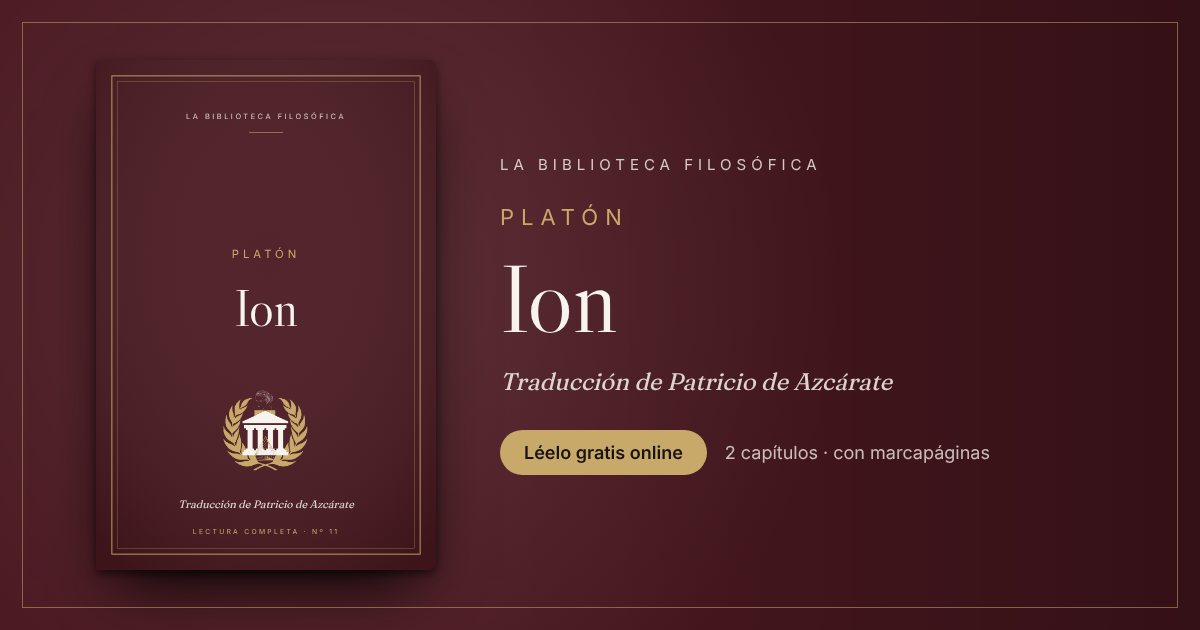 LA BIBLIOTECA FILOSÓFICA
PLATÓN
Ion
Traducción de Patricio de Azcárate
LECTURA COMPLETA · Nº 11
LA BIBLIOTECA FILOSÓFICA
PLATÓN
Ion
Traducción de Patricio de Azcárate
Léelo gratis online
2 capítulos · con marcapáginas